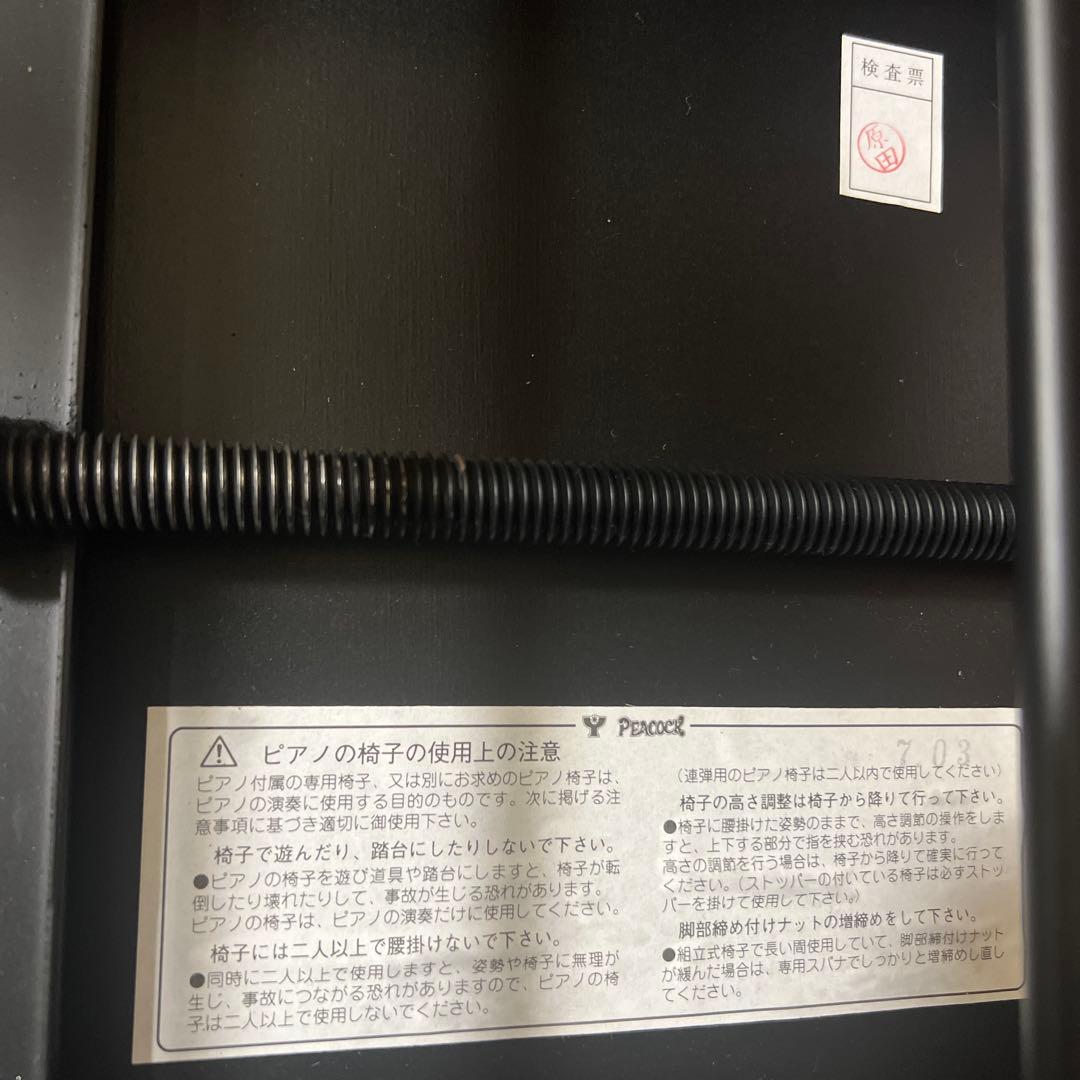 検査票
原田
PEACOCK
703
ピアノの椅子の使用上の注意
ピアノ付属の専用椅子、又は別にお求めのピアノ椅子は、
ピアノの演奏に使用する目的のものです。次に掲げる注
意事項に基づき適切に御使用下さい。
椅子で遊んだり、踏台にしたりしないで下さい。
●ピアノの椅子を遊び道具や踏台にしますと、椅子が転
倒したり壊れたりして、事故が生じる恐れがあります。
ピアノの椅子は、ピアノの演奏だけに使用してください。
椅子には二人以上で腰掛けないで下さい。
●同時に二人以上で使用しますと、姿勢や椅子に無理が
生じ、事故につながる恐れがありますので、ピアノの椅
子は二人以上で使用しないでください。
(連弾用のピアノ椅子は二人以内で使用してください)
椅子の高さ調整は椅子から降りて行って下さい。
●椅子に腰掛けた姿勢のままで、高さ調節の操作をしま
すと、上下する部分で指を挟む恐れがあります。
高さの調節を行う場合は、椅子から降りて確実に行って
ください。(ストッパーの付いている椅子は必ずストッ
パーを掛けて使用して下さい。)
脚部締め付けナットの増締めをして下さい。
●組立式椅子で長い間使用していて、脚部締付けナット
が緩んだ場合は、専用スパナでしっかりと増締めし直し
てください。